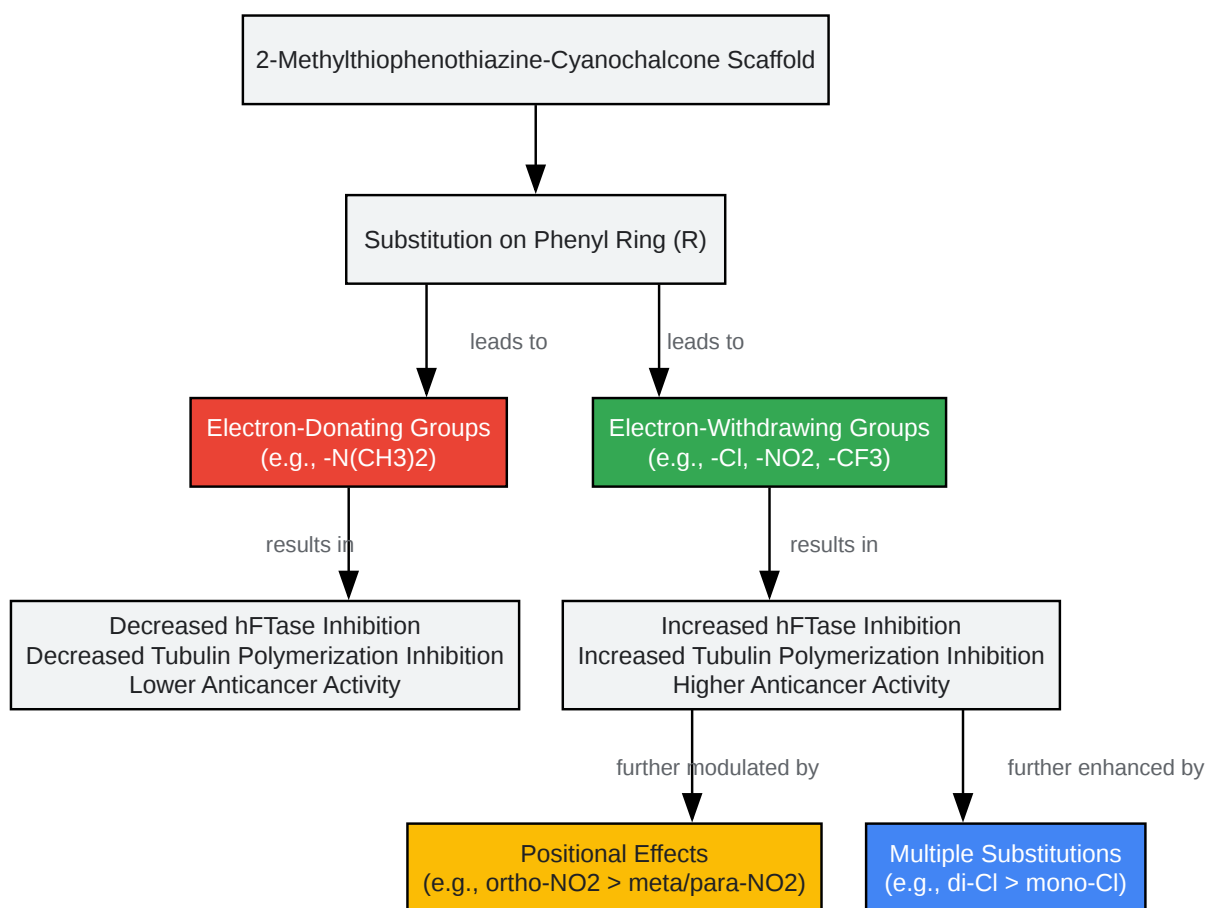 2-Methylthiophenothiazine-Cyanochalcone Scaffold
Substitution on Phenyl Ring (R)
leads to
leads to
Electron-Donating Groups
(e.g., -N(CH3)2)
Electron-Withdrawing Groups
(e.g., -Cl, -NO2, -CF3)
results in
results in
Decreased hFTase Inhibition
Decreased Tubulin Polymerization Inhibition
Lower Anticancer Activity
Increased hFTase Inhibition
Increased Tubulin Polymerization Inhibition
Higher Anticancer Activity
further modulated by
further enhanced by
Positional Effects
(e.g., ortho-NO2 > meta/para-NO2)
Multiple Substitutions
(e.g., di-Cl > mono-Cl)